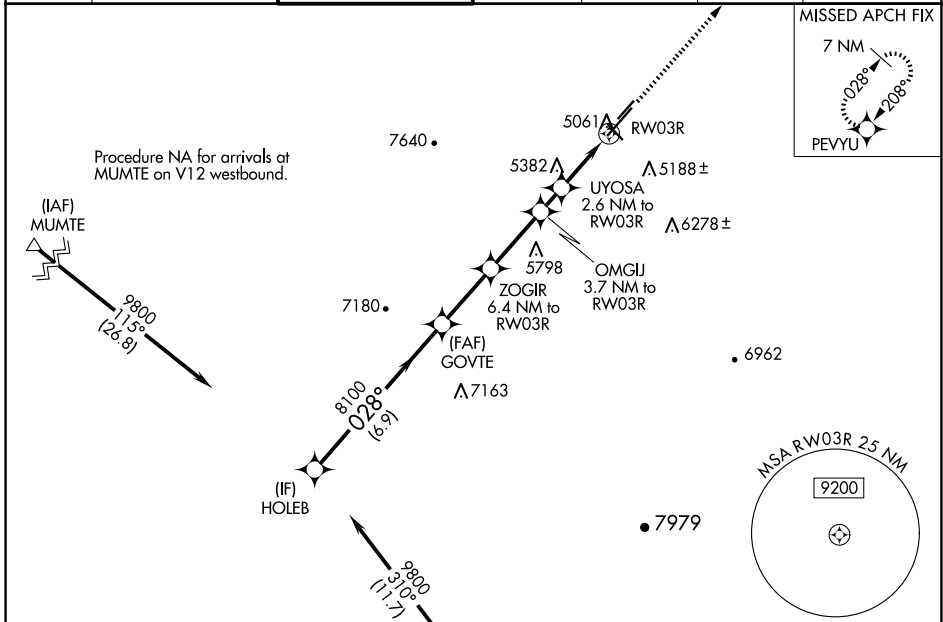 MISSED APCH FIX
7 NM
028°
208°
PEVYU
5061
RW03R
7640
Procedure NA for arrivals at
MUMTE on V12 westbound.
5382
5188±
UYOSA
2.6 NM to
RW03R
(IAF)
MUMTE
6278±
5798
OMGIJ
3.7 NM to
RW03R
ZOGIR
6.4 NM to
RW03R
9800
115°
(26.8)
7180
(FAF)
GOVTE
6962
7163
8100
028°
(6.9)
MSA RW03R 25 NM
9200
(IF)
HOLEB
7979
9800
310°
(11.7)